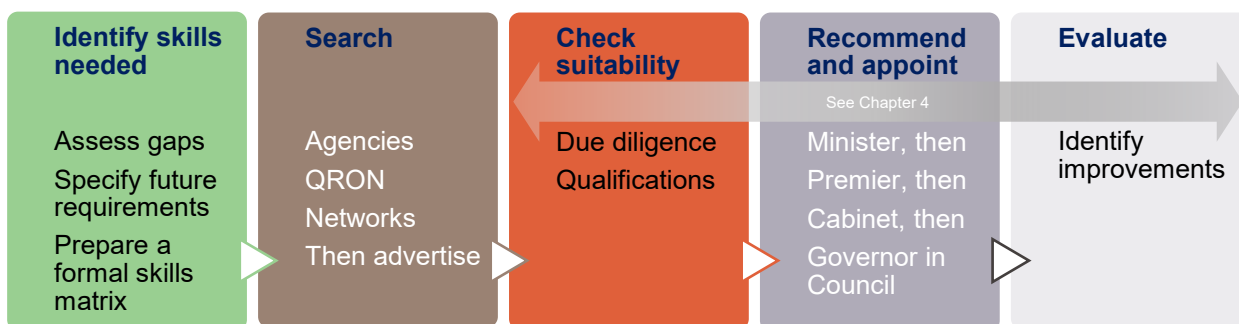 Identify skills
needed
Assess gaps
Specify future
requirements
Prepare a
formal skills
matrix
Search
Agencies
QRON
Networks
Then advertise
Check
suitability
Due diligence
Qualifications
Recommend
and appoint
See Chapter 4
Minister, then
Premier, then
Cabinet, then
Governor in
Council
Evaluate
Identify
improvements